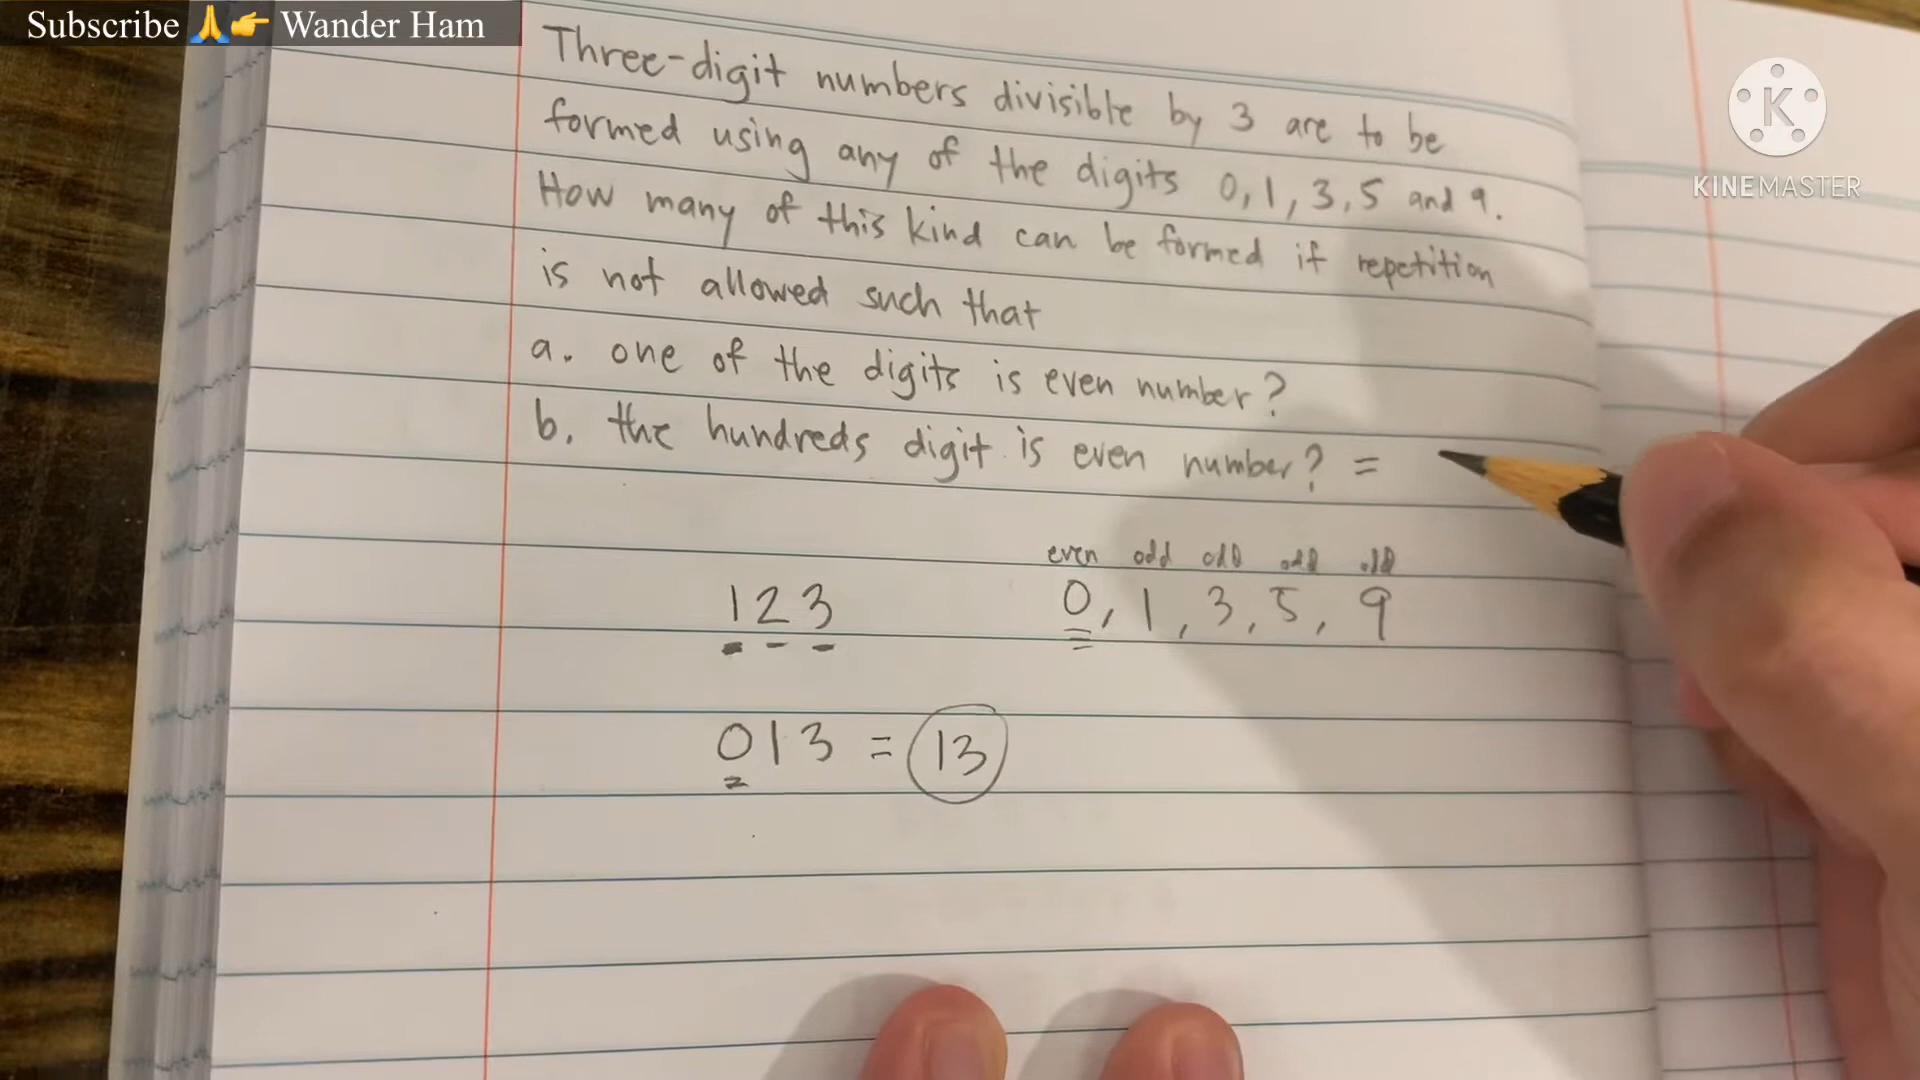 Subscribe 🙏👉 Wander Ham
KINEMASTER
Three-digit numbers divisible by 3 are to be
formed using any of the digits 0, 1, 3, 5 and 9.
How many of this kind can be formed if repetition
is not allowed such that
a. one of the digits is even number?
b. the hundreds digit is even number? =
even odd odd odd odd
123 0, 1, 3, 5, 9
013 = 13